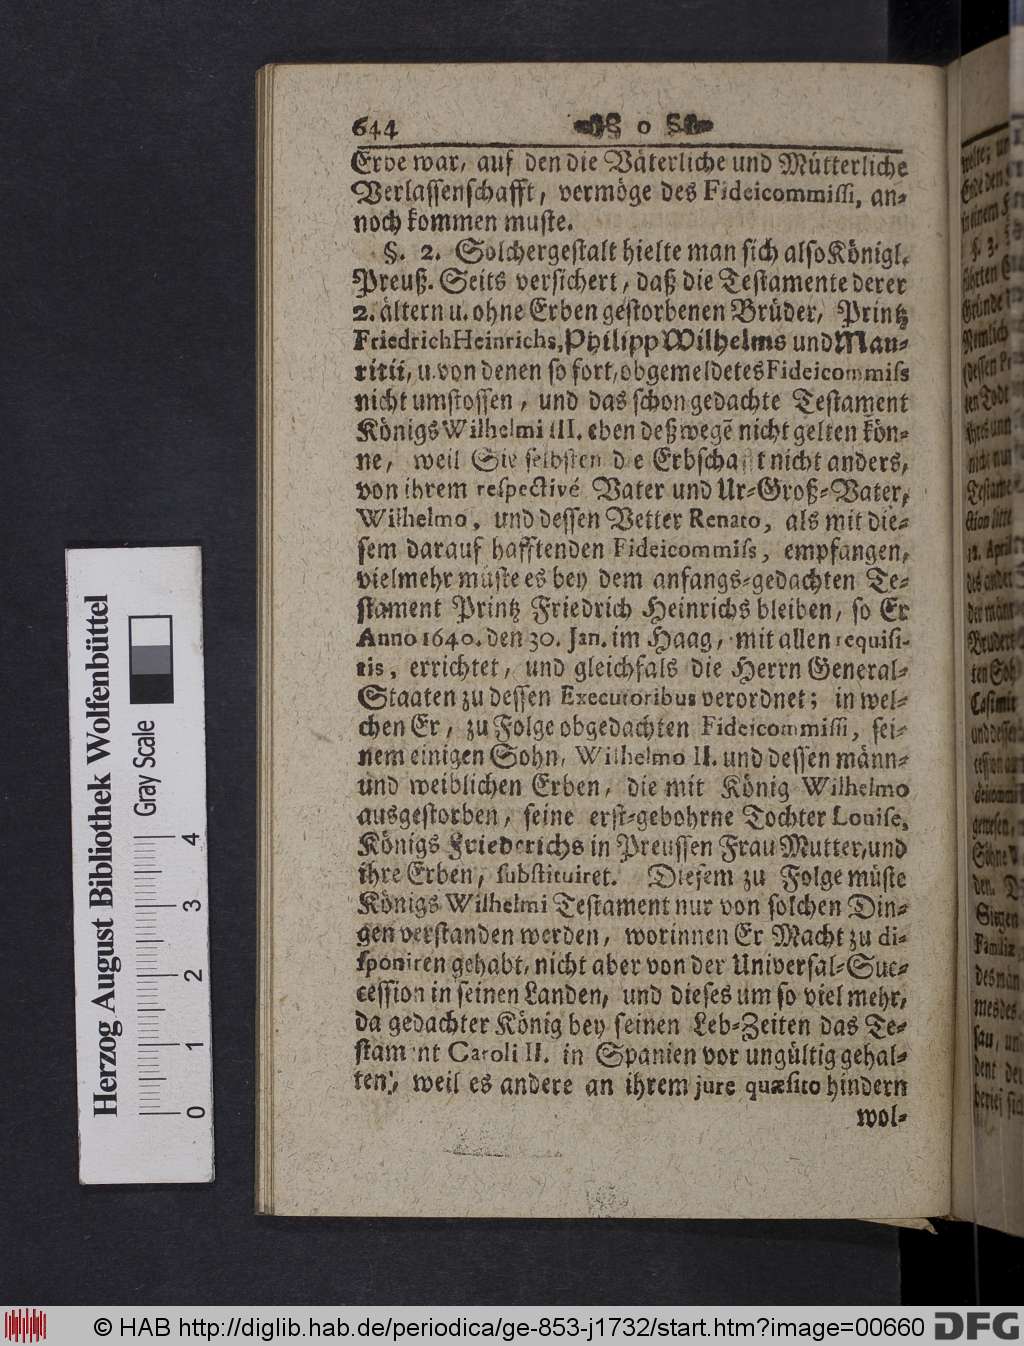 644 o
Erbe war, auf den die Väterliche und Mütterliche
Verlassenschafft, vermöge des Fideicommissi, an-
noch kommen muste.
§. 2. Solchergestalt hielte man sich also Königl.
Preuß. Seits versichert, daß die Testamente derer
2. ältern u. ohne Erben gestorbenen Brüder, Printz
Friedrich Heinrichs, Philipp Wilhelms und Mau-
ritii, u. von denen so fort, obgemeldetes Fideicommiss
nicht umstossen, und das schon gedachte Testament
Königs Wilhelmi III. eben deßwegē nicht gelten kön-
ne, weil Sie selbsten die Erbschafft nicht anders,
von ihrem respectivé Vater und Ur-Groß-Vater,
Wilhelmo, und dessen Vetter Renato, als mit die-
sem darauf hafftenden Fideicommiss, empfangen,
vielmehr müste es bey dem anfangs-gedachten Te-
stament Printz Friedrich Heinrichs bleiben, so Er
Anno 1640. den 30. Jan. im Haag, mit allen requisi-
tis, errichtet, und gleichfals die Herrn General-
Staaten zu dessen Executoribus verordnet; in wel-
chen Er, zu Folge obgedachten Fideicommissi, sei-
nem einigen Sohn, Wilhelmo II. und dessen männ-
und weiblichen Erben, die mit König Wilhelmo
ausgestorben, seine erst-gebohrne Tochter Louise,
Königs Friederichs in Preussen Frau Mutter, und
ihre Erben, substituiret. Diesem zu Folge müste
Königs Wilhelmi Testament nur von solchen Din-
gen verstanden werden, worinnen Er Macht zu di-
sponiren gehabt, nicht aber von der Universal-Suc-
cession in seinen Landen, und dieses um so viel mehr,
da gedachter König bey seinen Leb-Zeiten das Te-
stament Caroli II. in Spanien vor ungültig gehal-
ten, weil es andere an ihrem jure quæsito hindern
wol-
Herzog August Bibliothek Wolfenbüttel
Gray Scale
0 1 2 3 4
© HAB http://diglib.hab.de/periodica/ge-853-j1732/start.htm?image=00660 DFG